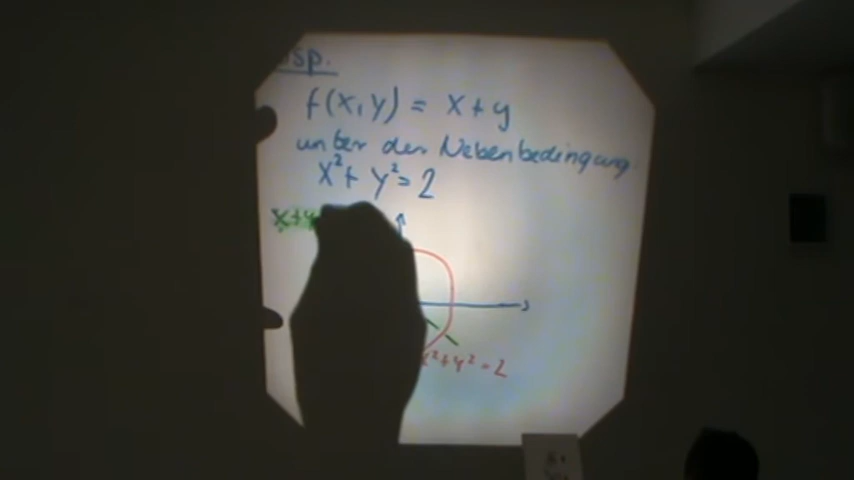 Bsp.
f(x,y) = x+y
unter der Nebenbedingung
x²+ y²= 2
x+y
x²+y²=2